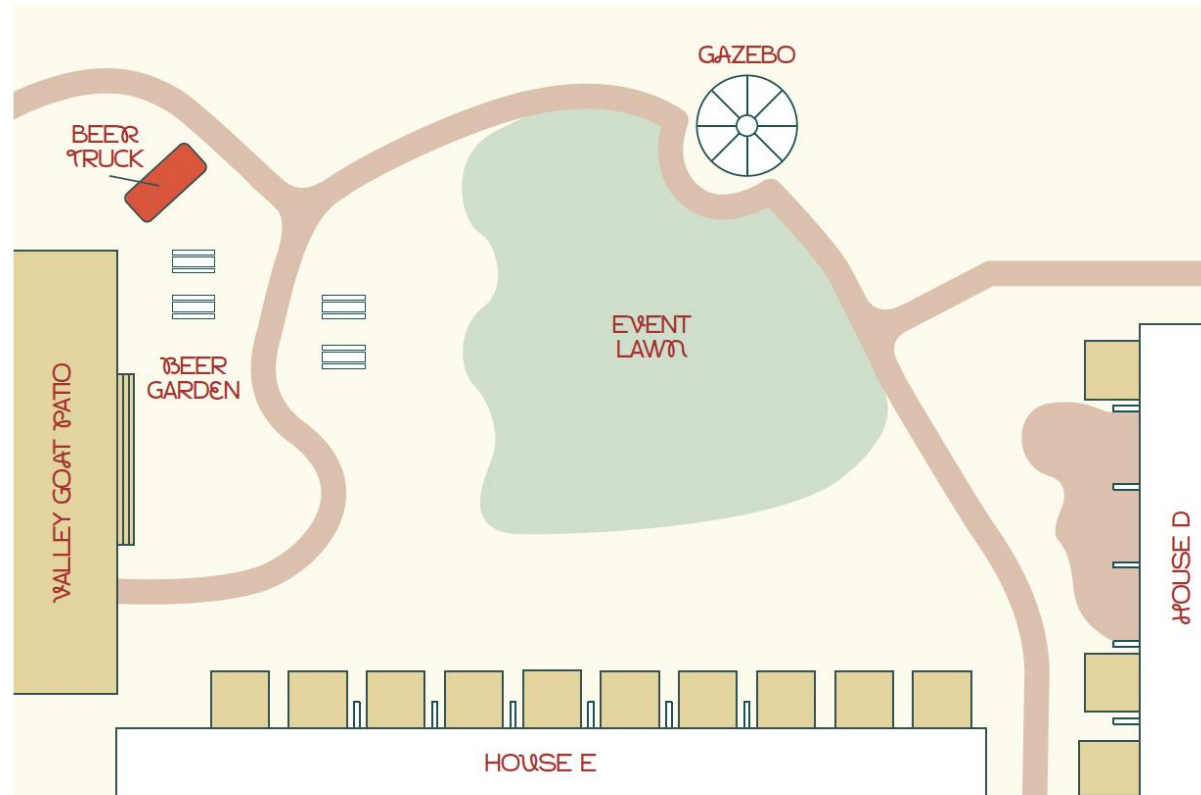 GAZEBO
BEER
TRUCK
EVENT
LAWN
BEER
GARDEN
VALLEY GOAT PATIO
HOUSE D
HOUSE E